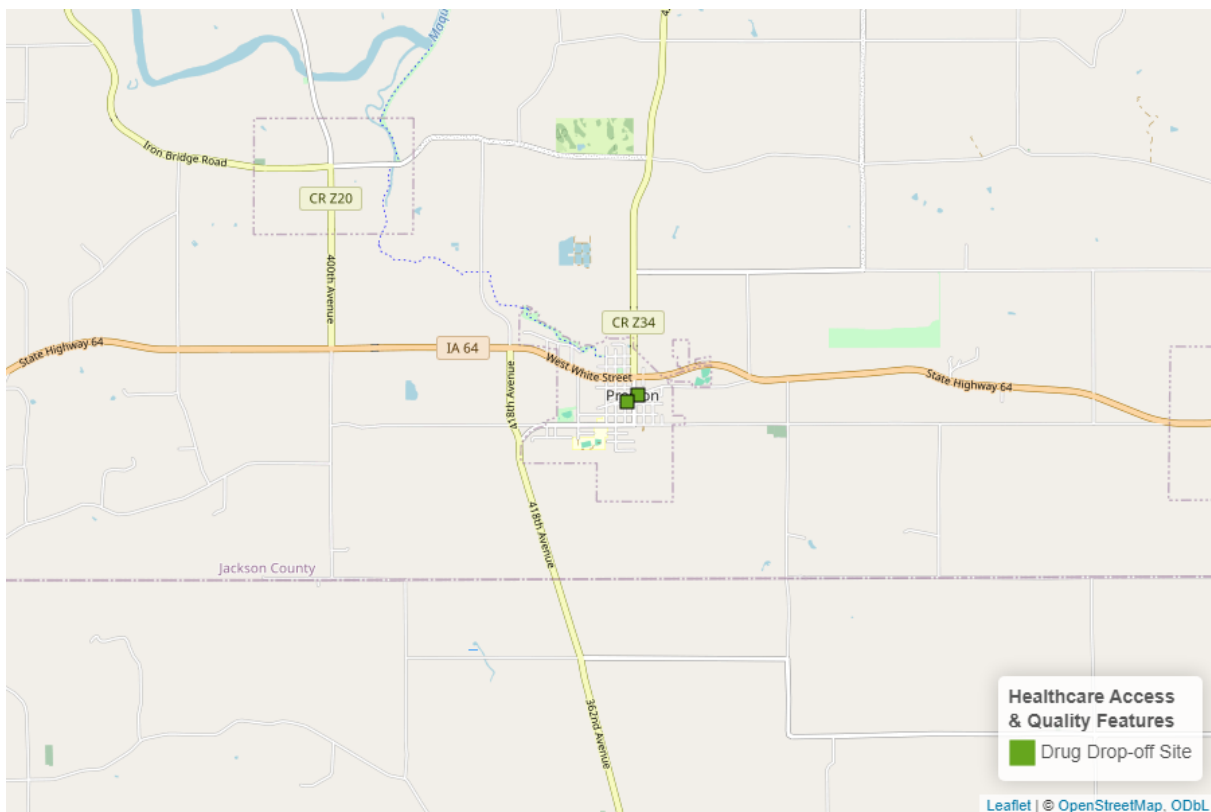 Maqu
Iron Bridge Road
CR Z20
400th Avenue
CR Z34
State Highway 64
IA 64
West White Street
State Highway 64
418th Avenue
418th Avenue
Jackson County
362nd Avenue
Healthcare Access
& Quality Features
Drug Drop-off Site
Leaflet | © OpenStreetMap, ODbL